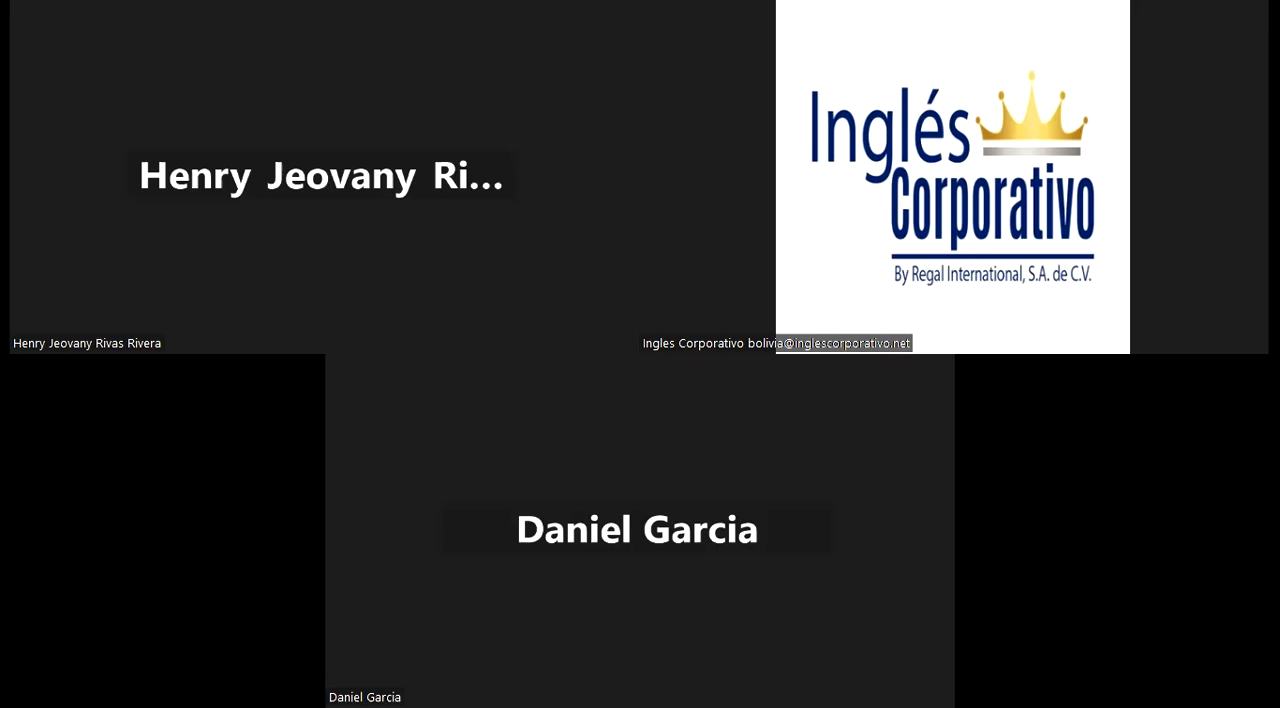 Henry Jeovany Ri...
Henry Jeovany Rivas Rivera
Inglés
Corporativo
By Regal International, S.A. de C.V.
Ingles Corporativo bolivia@inglescorporativo.net
Daniel Garcia
Daniel Garcia